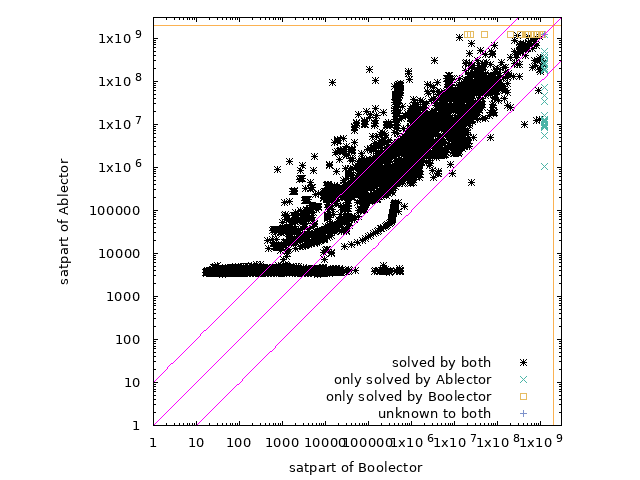 1x10 9
1x10 8
1x10 7
1x10 6
100000
10000
1000
100
10
1
satpart of Ablector
solved by both
only solved by Ablector
only solved by Boolector
unknown to both
1 10 100 1000 10000 100000 1x10 6 1x10 7 1x10 8 1x10 9
satpart of Boolector